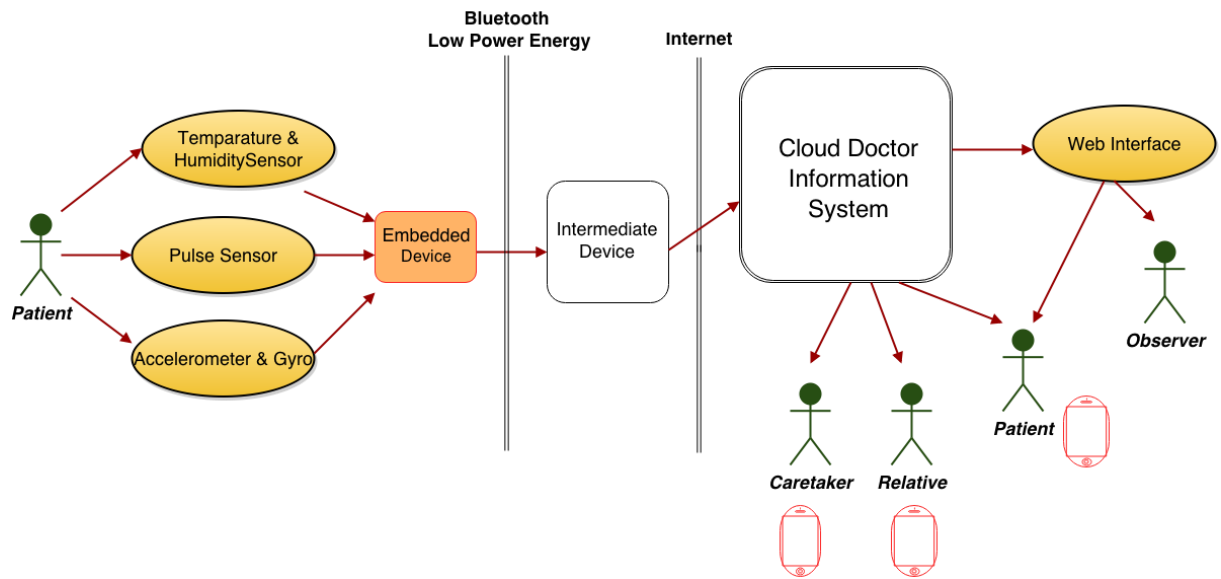 Bluetooth
Low Power Energy
Internet
Temparature &
HumiditySensor
Pulse Sensor
Accelerometer & Gyro
Patient
Embedded
Device
Intermediate
Device
Cloud Doctor
Information
System
Web Interface
Observer
Patient
Caretaker
Relative